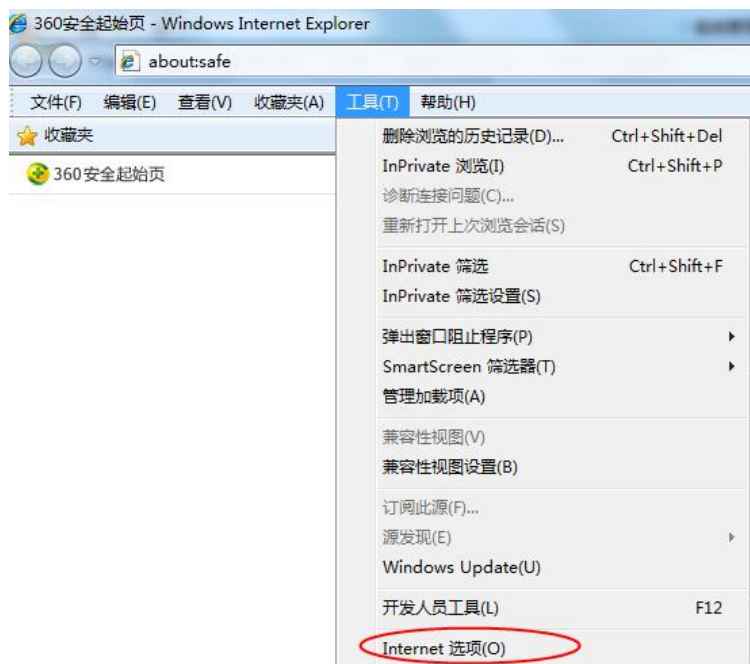 360安全起始页 - Windows Internet Explorer
about:safe
文件(F) 编辑(E) 查看(V) 收藏夹(A) 工具(T) 帮助(H)
收藏夹
360安全起始页
删除浏览的历史记录(D)... Ctrl+Shift+Del
InPrivate 浏览(I) Ctrl+Shift+P
诊断连接问题(C)...
重新打开上次浏览会话(S)
InPrivate 筛选 Ctrl+Shift+F
InPrivate 筛选设置(S)
弹出窗口阻止程序(P)
SmartScreen 筛选器(T)
管理加载项(A)
兼容性视图(V)
兼容性视图设置(B)
订阅此源(F)...
源发现(E)
Windows Update(U)
开发人员工具(L) F12
Internet 选项(O)